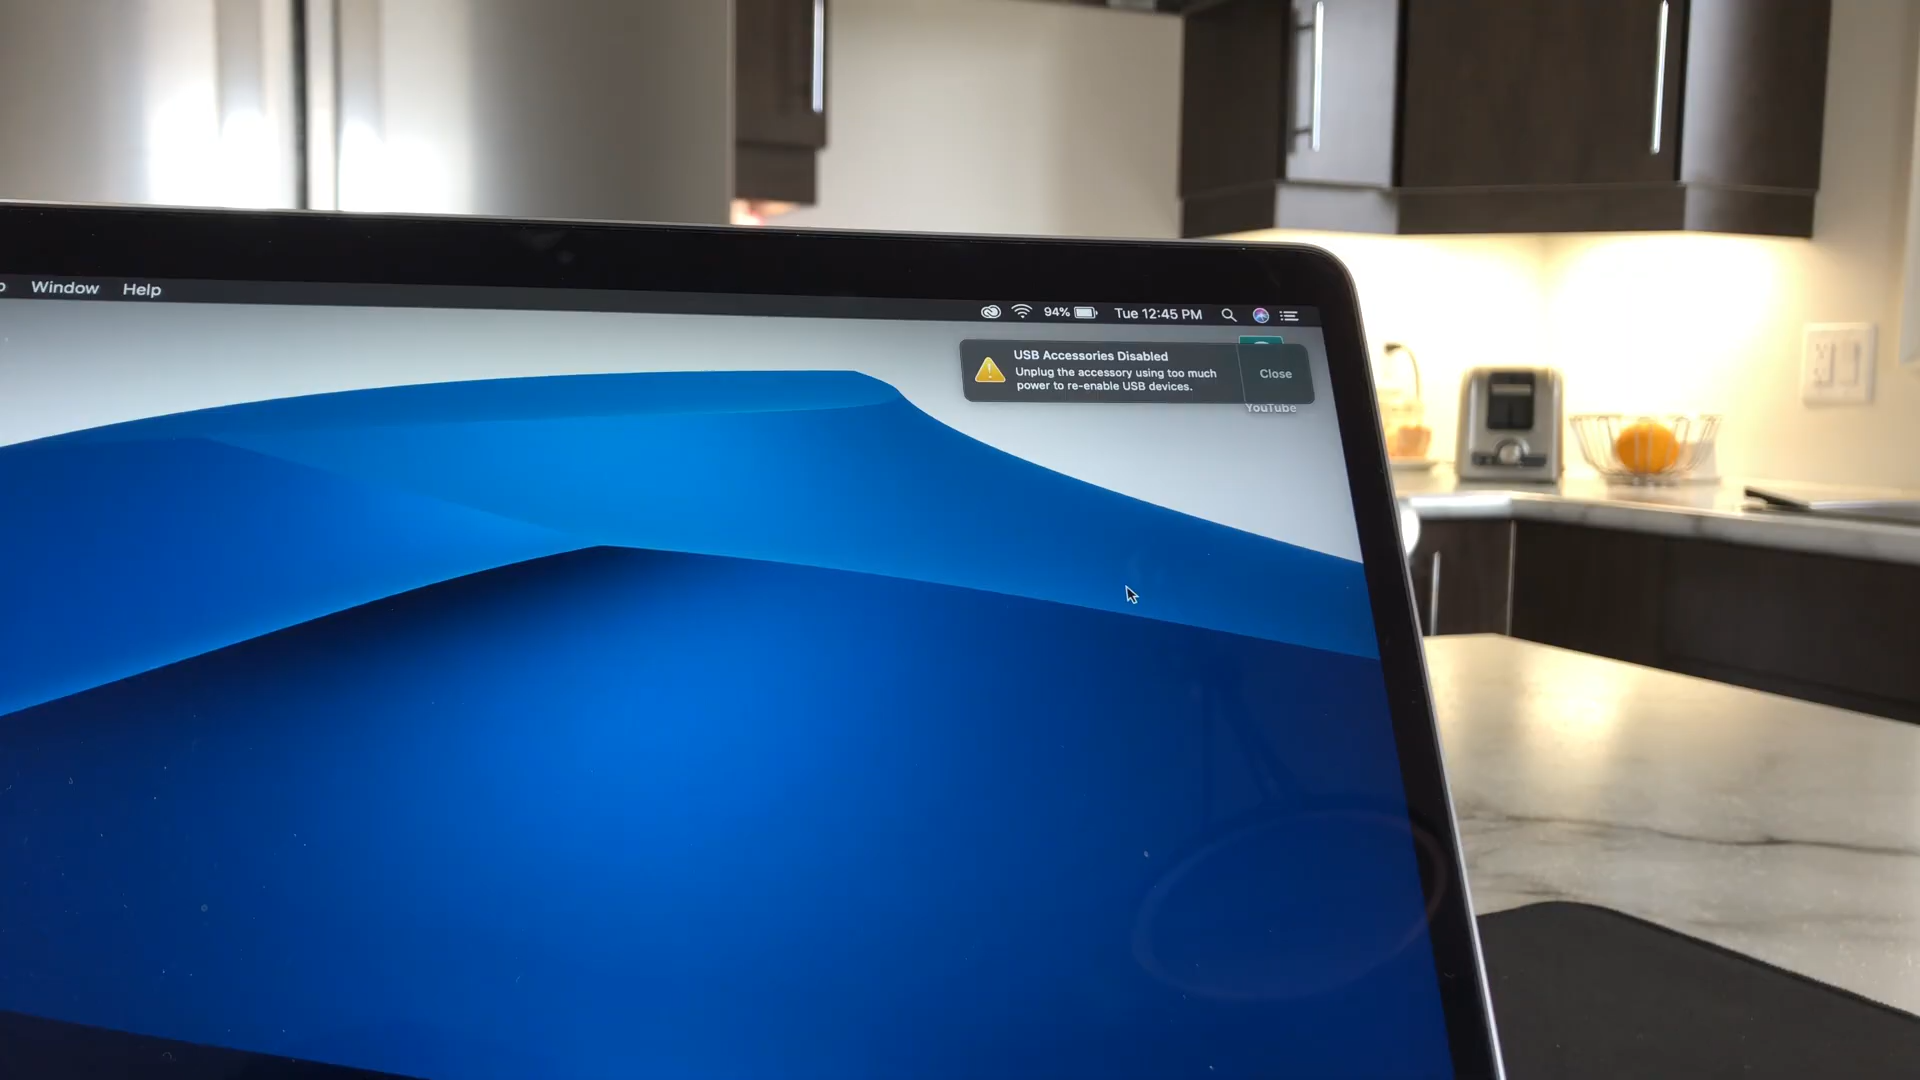 Window Help
94% Tue 12:45 PM
USB Accessories Disabled
Unplug the accessory using too much
power to re-enable USB devices.
Close
YouTube